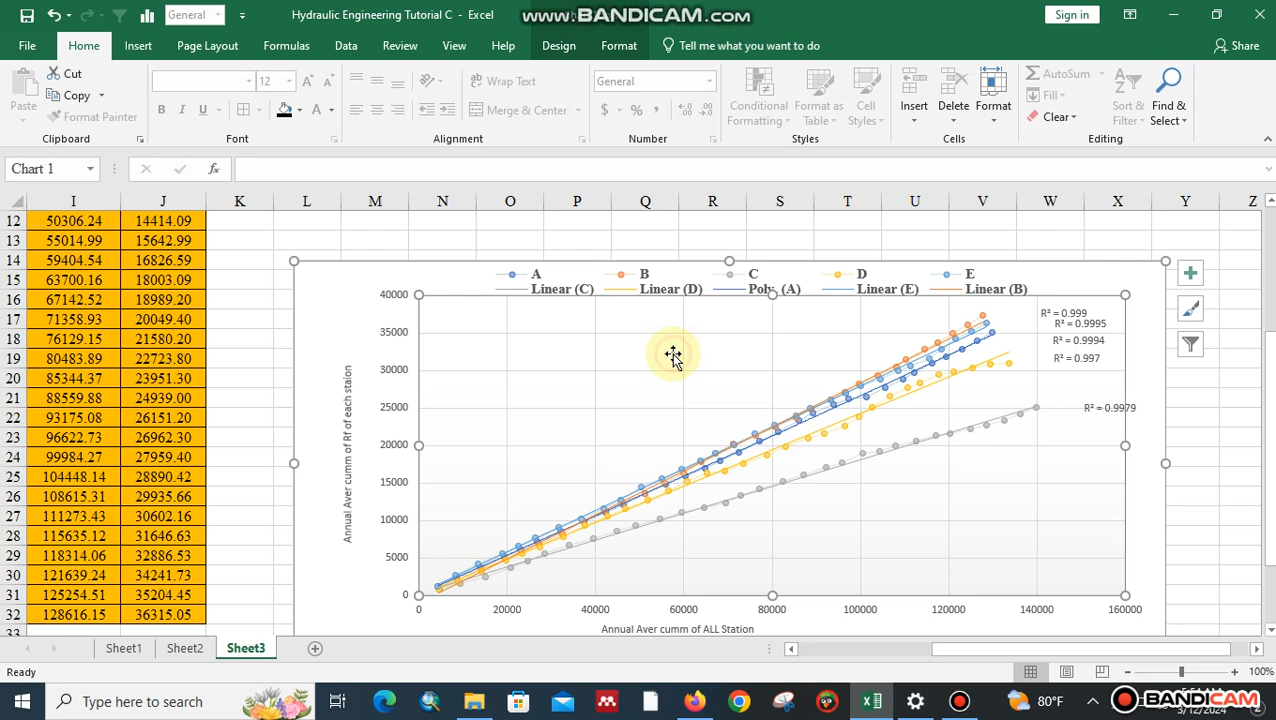 General
Hydraulic Engineering Tutorial C - Excel
www.BANDICAM.com
Sign in
File Home Insert Page Layout Formulas Data Review View Help Design Format Tell me what you want to do Share
Paste
Cut
Copy
Format Painter
Clipboard
12
B I U
Font
Wrap Text
Merge & Center
Alignment
General
$ % ,
Number
Conditional Formatting
Format as Table
Cell Styles
Styles
Insert
Delete
Format
Cells
AutoSum
Fill
Clear
Sort & Filter
Find & Select
Editing
Chart 1
fx
I J K L M N O P Q R S T U V W X Y Z
12 50306.24 14414.09
13 55014.99 15642.99
14 59404.54 16826.59
15 63700.16 18003.09
16 67142.52 18989.20
17 71358.93 20049.40
18 76129.15 21580.20
19 80483.89 22723.80
20 85344.37 23951.30
21 88559.88 24939.00
22 93175.08 26151.20
23 96622.73 26962.30
24 99984.27 27959.40
25 104448.14 28890.42
26 108615.31 29935.66
27 111273.43 30602.16
28 115635.12 31646.63
29 118314.06 32886.53
30 121639.24 34241.73
31 125254.51 35204.45
32 128616.15 36315.05
33
A B C D E
Linear (C) Linear (D) Poly. (A) Linear (E) Linear (B)
40000
35000
30000
25000
20000
15000
10000
5000
0
Annual Aver cumm of Rf of each staion
R² = 0.999
R² = 0.9995
R² = 0.9994
R² = 0.997
R² = 0.9979
0 20000 40000 60000 80000 100000 120000 140000 160000
Annual Aver cumm of ALL Station
Sheet1 Sheet2 Sheet3
Ready
100%
Type here to search
80°F
BANDICAM
3/12/2024